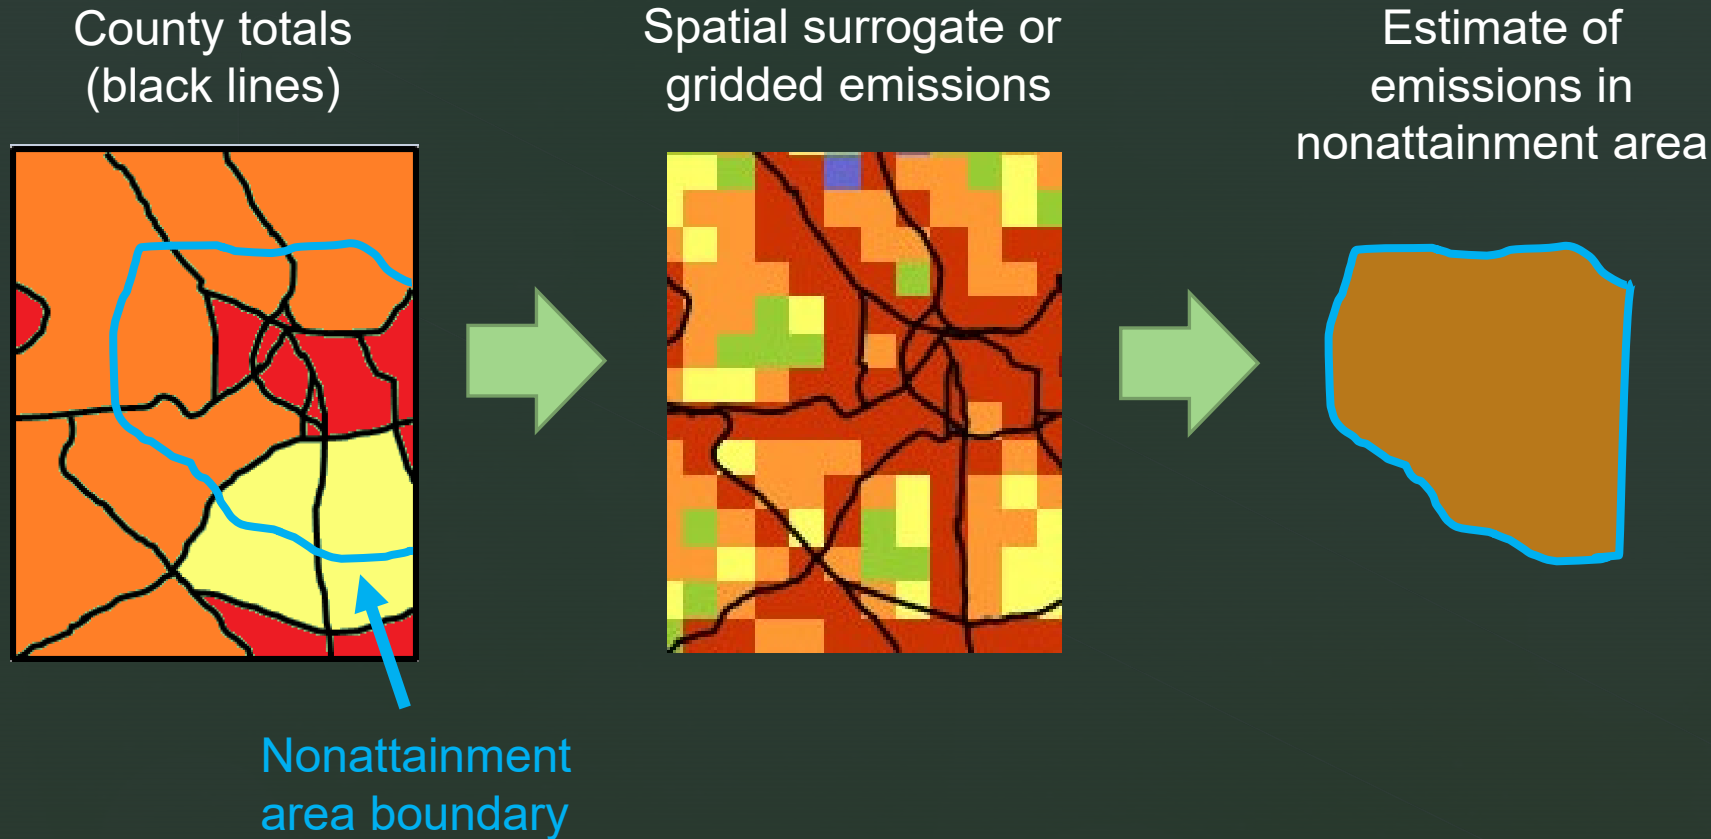 County totals
(black lines)
Spatial surrogate or
gridded emissions
Estimate of
emissions in
nonattainment area
Nonattainment
area boundary